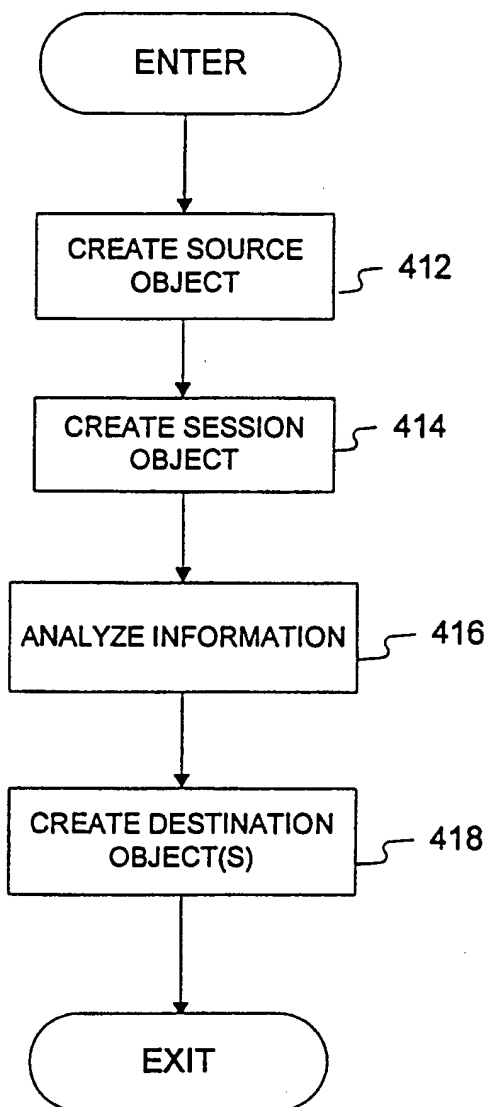 ENTER
CREATE SOURCE
OBJECT
412
CREATE SESSION
OBJECT
414
ANALYZE INFORMATION
416
CREATE DESTINATION
OBJECT(S)
418
EXIT